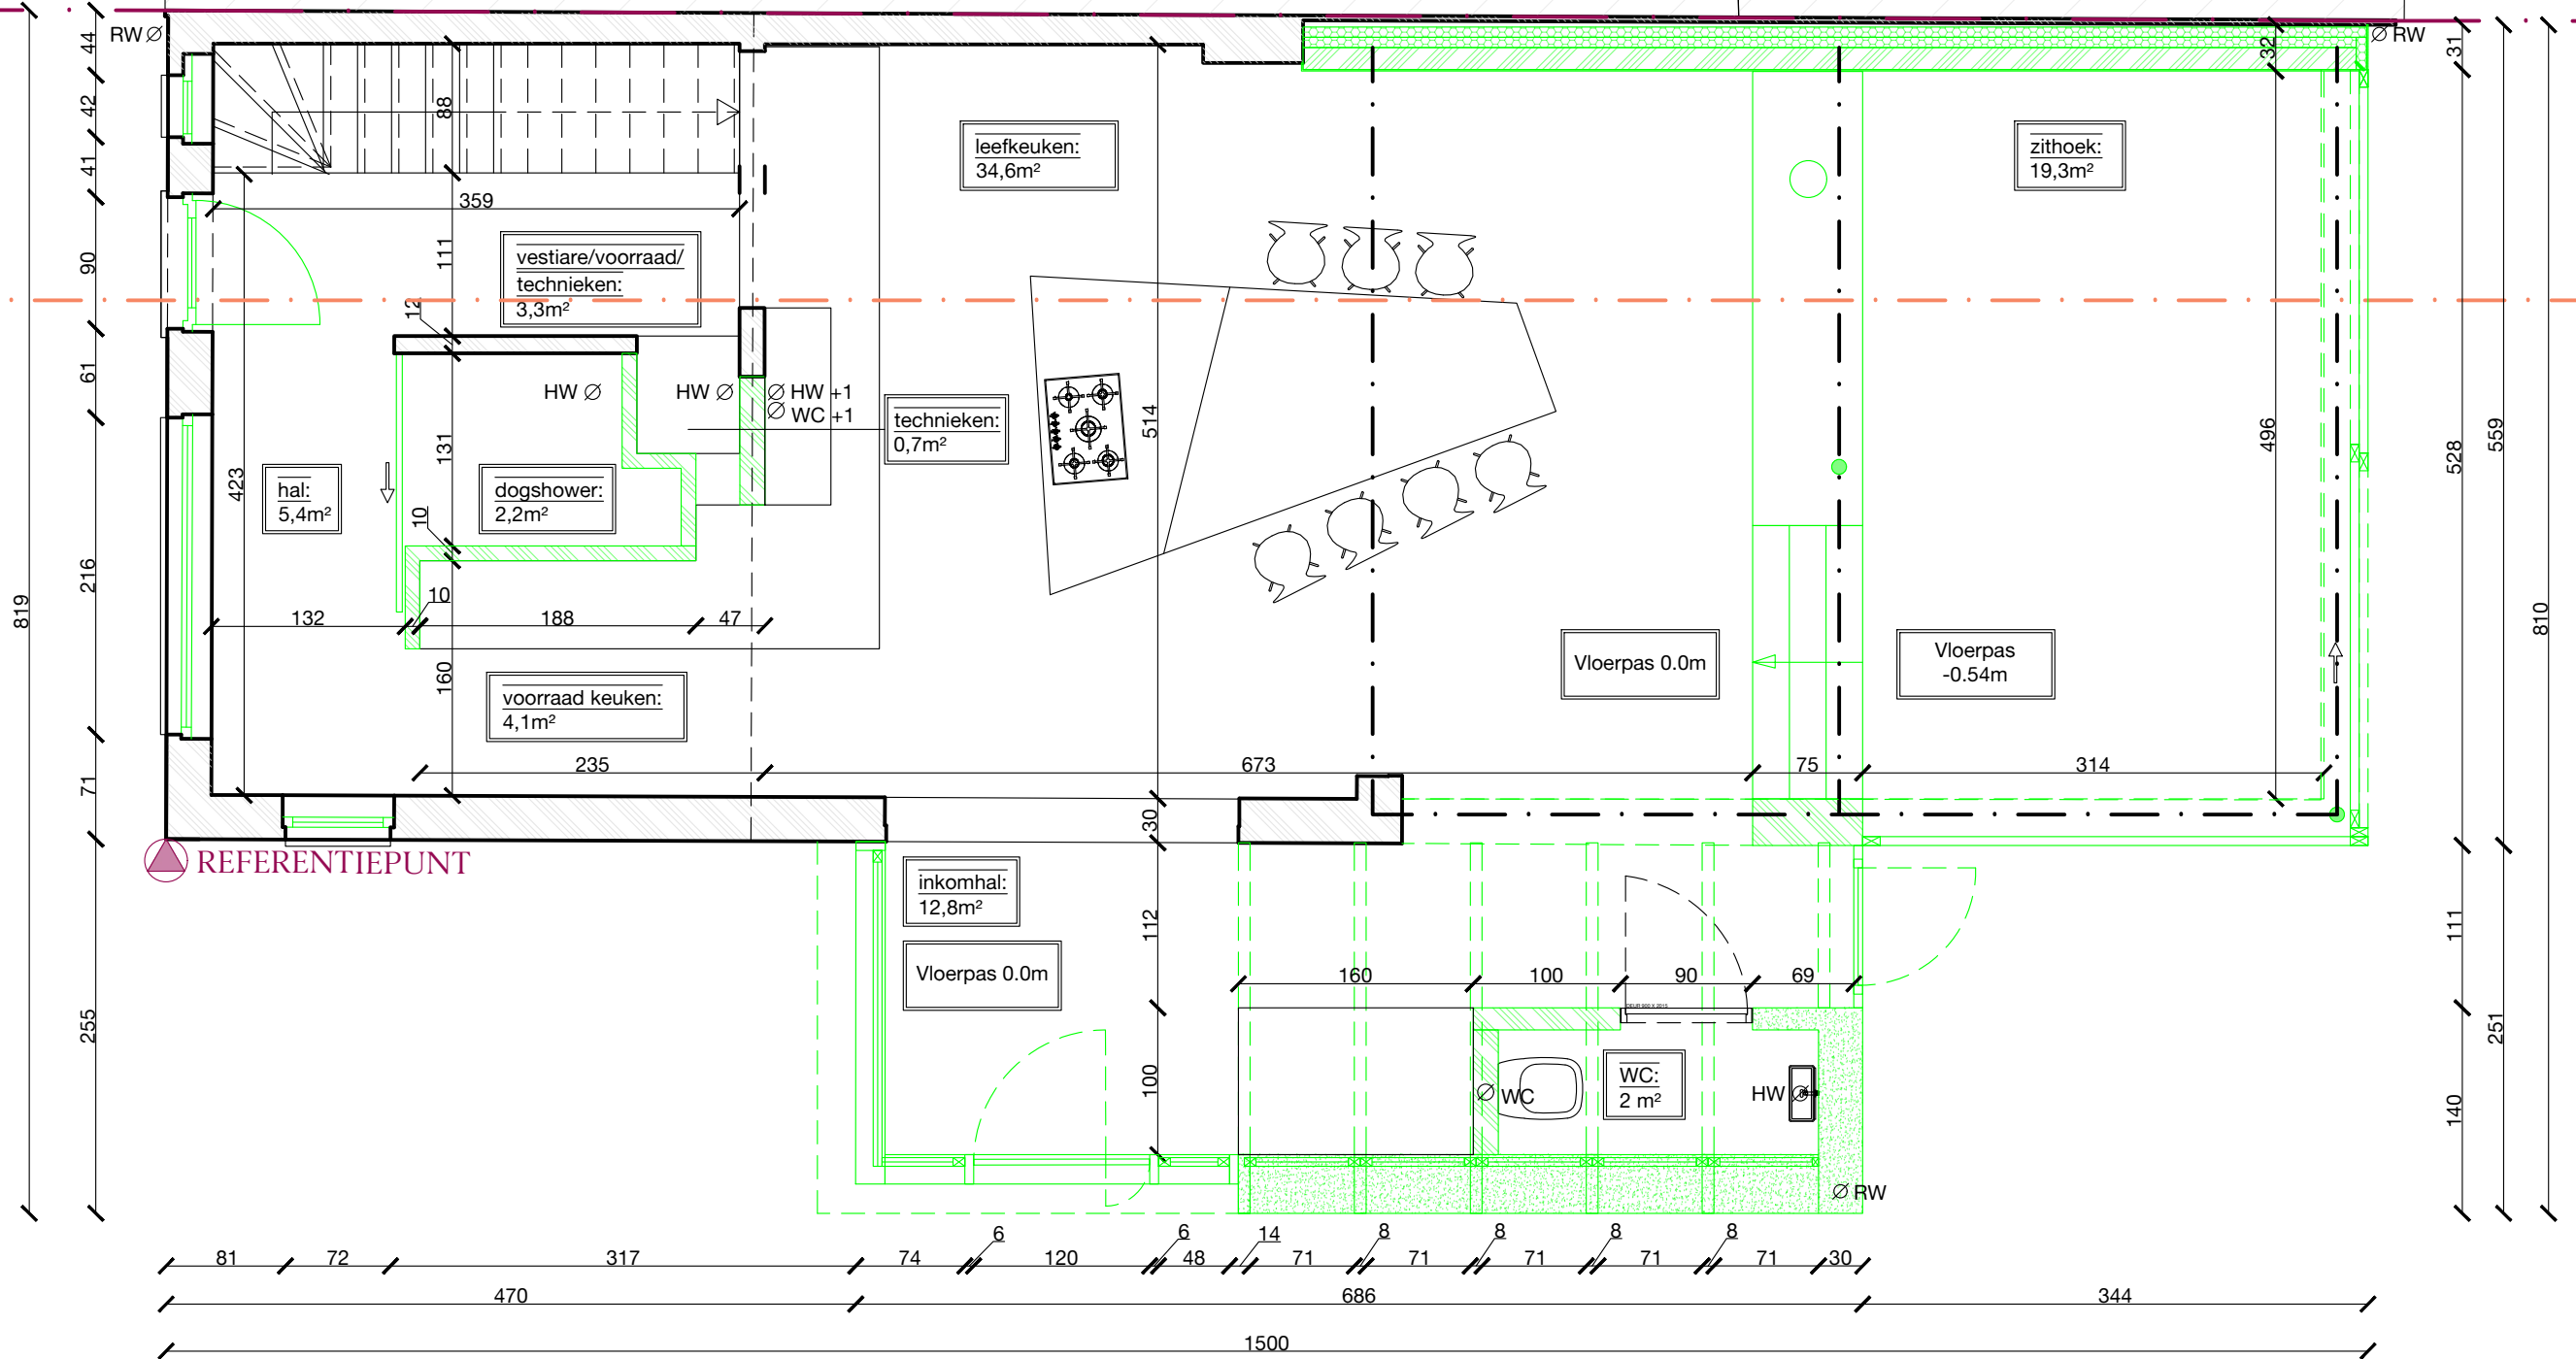 RW
RW
44
42
41
90
61
216
71
255
819
88
359
111
12
423
131
10
10
132
188
47
160
235
673
75
314
514
30
112
100
32
496
31
528
559
810
111
251
140
leefkeuken:
34,6m²
zithoek:
19,3m²
vestiare/voorraad/
technieken:
3,3m²
HW
HW
HW +1
WC +1
technieken:
0,7m²
hal:
5,4m²
dogshower:
2,2m²
Vloerpas 0.0m
Vloerpas
-0.54m
voorraad keuken:
4,1m²
REFERENTIEPUNT
inkomhal:
12,8m²
Vloerpas 0.0m
160
100
90
69
DEUR 900 X 2015
WC
WC:
2 m²
HW
RW
6
6
14
8
8
8
8
81
72
317
74
120
48
71
71
71
71
71
30
470
686
344
1500